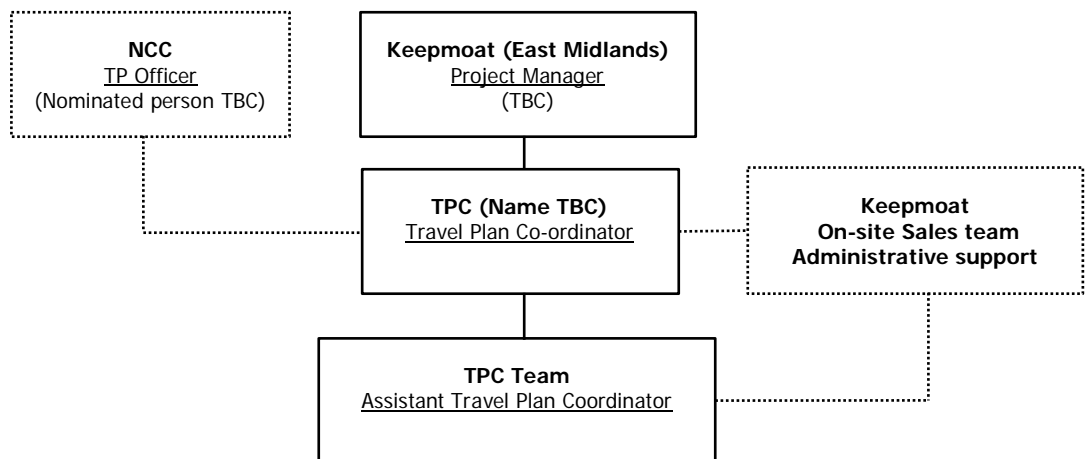 NCC
TP Officer
(Nominated person TBC)
Keepmoat (East Midlands)
Project Manager
(TBC)
TPC (Name TBC)
Travel Plan Co-ordinator
Keepmoat
On-site Sales team
Administrative support
TPC Team
Assistant Travel Plan Coordinator